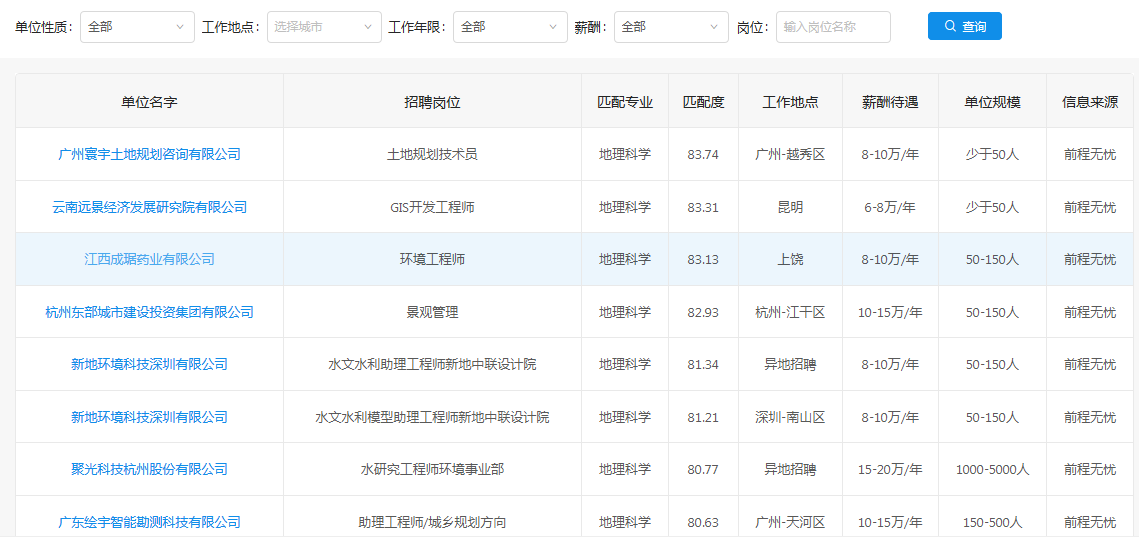 单位性质： 全部 工作地点： 选择城市 工作年限： 全部 薪酬： 全部 岗位： 输入岗位名称 查询
单位名字 招聘岗位 匹配专业 匹配度 工作地点 薪酬待遇 单位规模 信息来源
广州寰宇土地规划咨询有限公司 土地规划技术员 地理科学 83.74 广州-越秀区 8-10万/年 少于50人 前程无忧
云南远景经济发展研究院有限公司 GIS开发工程师 地理科学 83.31 昆明 6-8万/年 少于50人 前程无忧
江西成琚药业有限公司 环境工程师 地理科学 83.13 上饶 8-10万/年 50-150人 前程无忧
杭州东部城市建设投资集团有限公司 景观管理 地理科学 82.93 杭州-江干区 10-15万/年 50-150人 前程无忧
新地环境科技深圳有限公司 水文水利助理工程师新地中联设计院 地理科学 81.34 异地招聘 8-10万/年 50-150人 前程无忧
新地环境科技深圳有限公司 水文水利模型助理工程师新地中联设计院 地理科学 81.21 深圳-南山区 8-10万/年 50-150人 前程无忧
聚光科技杭州股份有限公司 水研究工程师环境事业部 地理科学 80.77 异地招聘 15-20万/年 1000-5000人 前程无忧
广东绘宇智能勘测科技有限公司 助理工程师/城乡规划方向 地理科学 80.63 广州-天河区 10-15万/年 150-500人 前程无忧